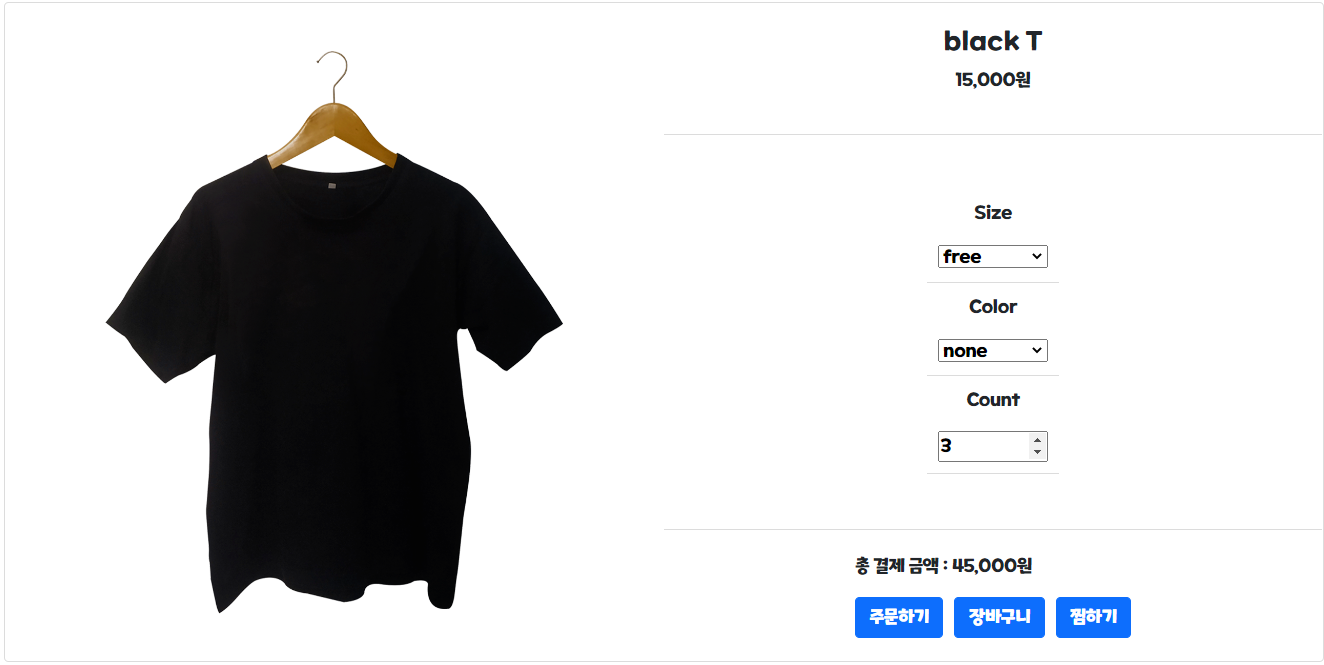 black T
15,000원
Size
free
Color
none
Count
3
총 결제 금액 : 45,000원
주문하기 장바구니 찜하기